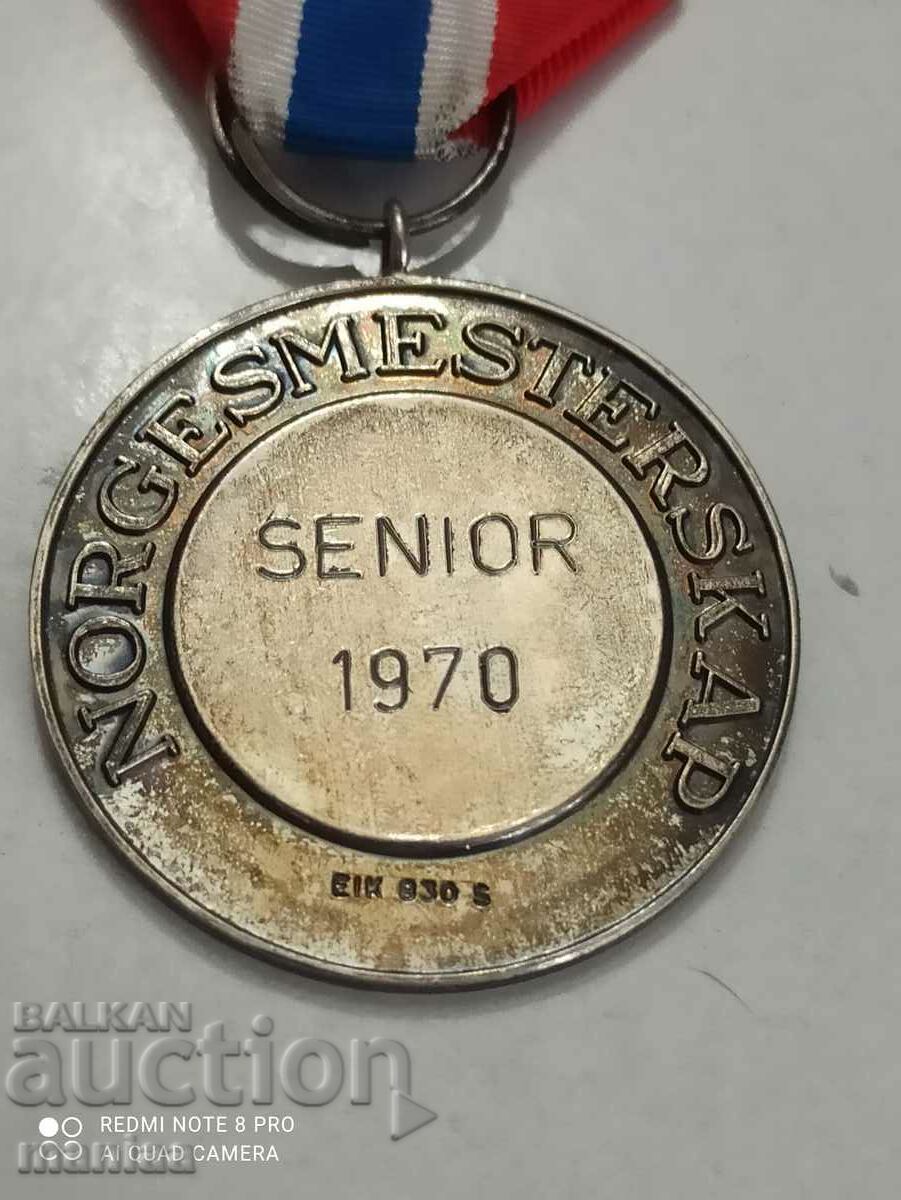 NORGESMESTERSKAP
SENIOR
1970
EIK 830 S
BALKAN
auction
REDMI NOTE 8 PRO
AI QUAD CAMERA